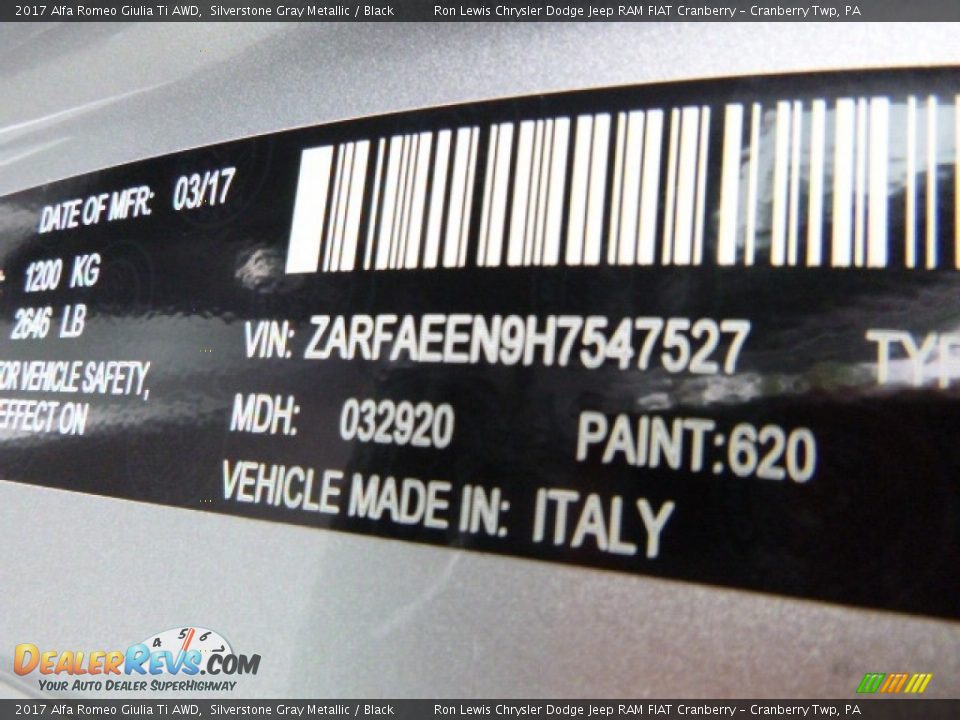 2017 Alfa Romeo Giulia Ti AWD, Silverstone Gray Metallic / Black Ron Lewis Chrysler Dodge Jeep RAM FIAT Cranberry - Cranberry Twp, PA
DATE OF MFR: 03/17
1200 KG
2646 LB
VIN: ZARFAEEN9H7547527
VEHICLE SAFETY,
EFFECT ON
MDH: 032920 PAINT:620
VEHICLE MADE IN: ITALY
4 5 6
DEALERREVS.COM
YOUR AUTO DEALER SUPERHIGHWAY
2017 Alfa Romeo Giulia Ti AWD, Silverstone Gray Metallic / Black Ron Lewis Chrysler Dodge Jeep RAM FIAT Cranberry - Cranberry Twp, PA